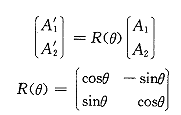 (A′₁ A′₂) = R(θ) (A₁ A₂)
R(θ) = (cosθ −sinθ
sinθ cosθ)